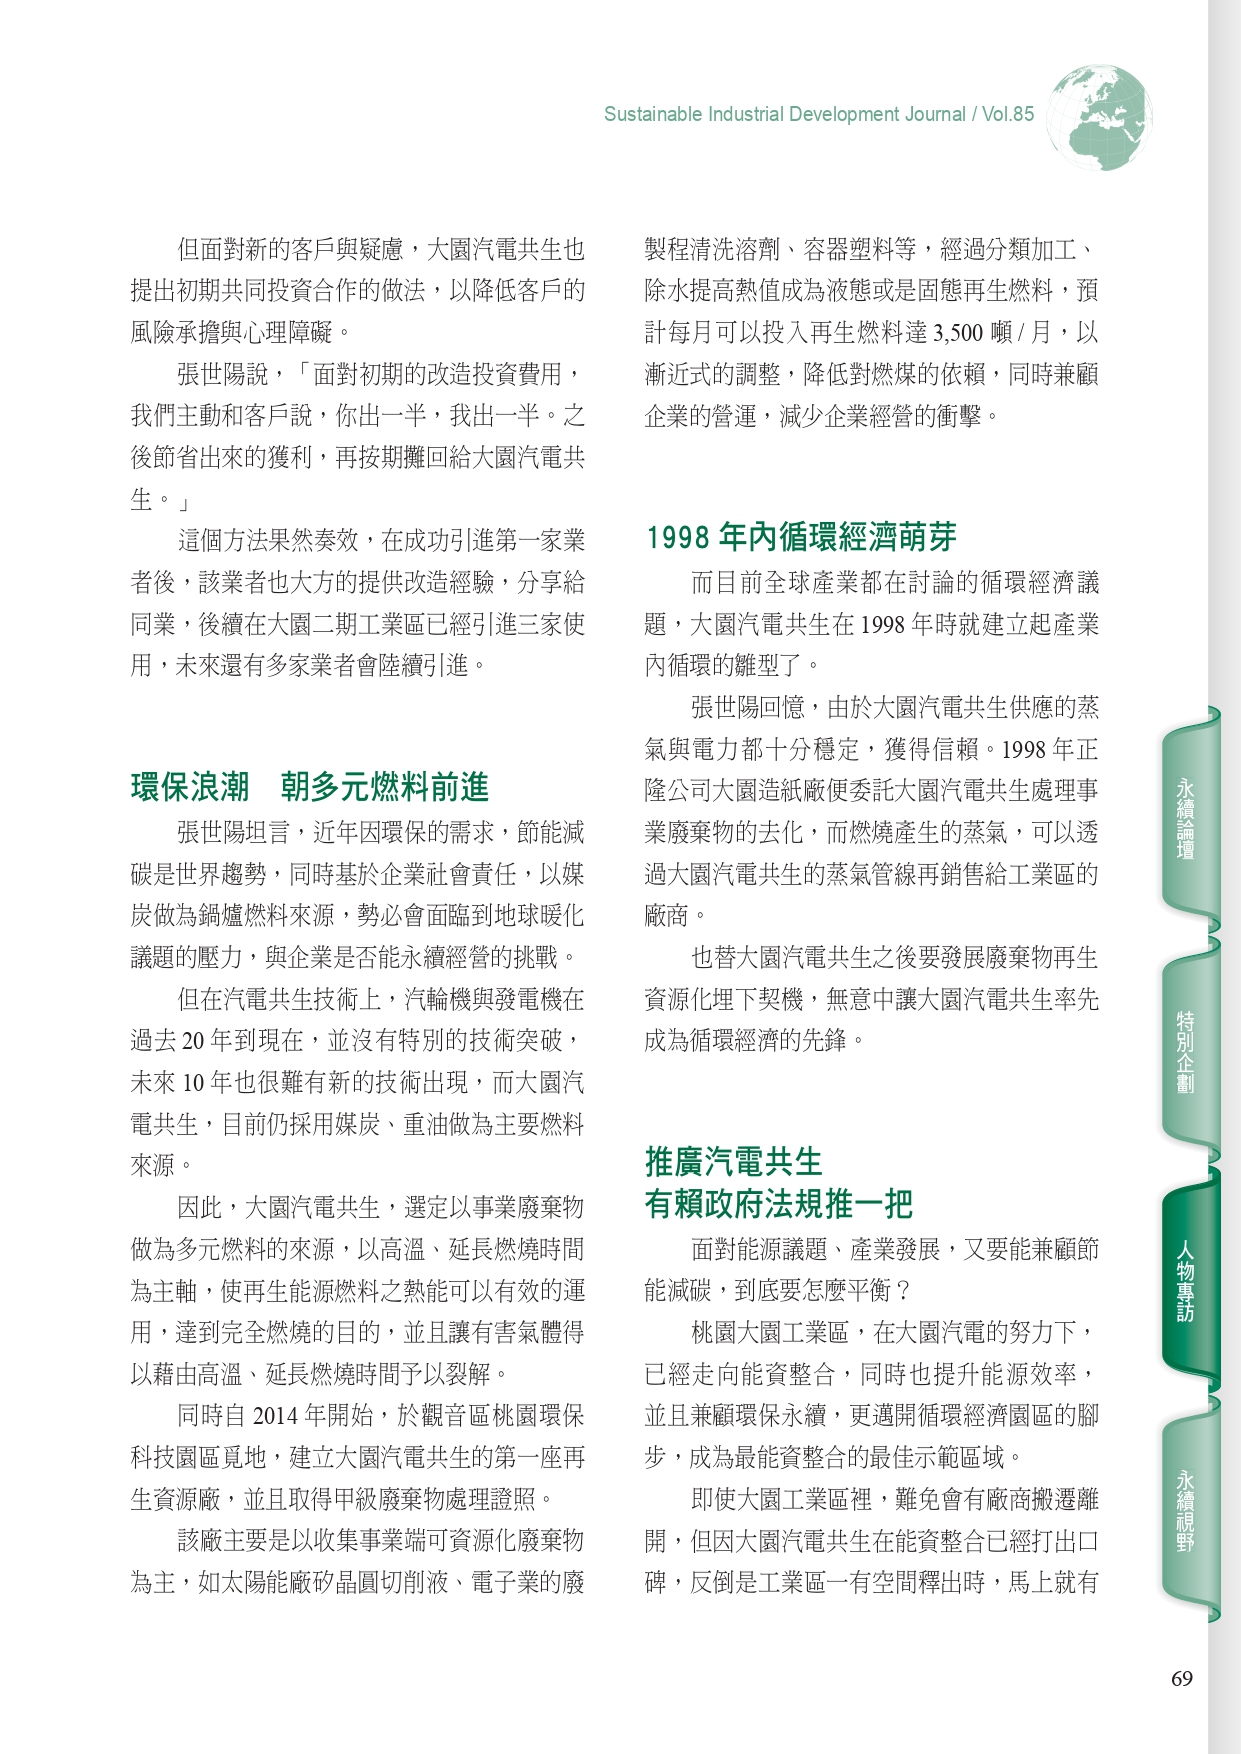 Sustainable Industrial Development Journal / Vol.85
但面對新的客戶與疑慮，大園汽電共生也
提出初期共同投資合作的做法，以降低客戶的
風險承擔與心理障礙。
張世陽說，「面對初期的改造投資費用，
我們主動和客戶說，你出一半，我出一半。之
後節省出來的獲利，再按期攤回給大園汽電共
生。」
這個方法果然奏效，在成功引進第一家業
者後，該業者也大方的提供改造經驗，分享給
同業，後續在大園二期工業區已經引進三家使
用，未來還有多家業者會陸續引進。
環保浪潮　朝多元燃料前進
張世陽坦言，近年因環保的需求，節能減
碳是世界趨勢，同時基於企業社會責任，以媒
炭做為鍋爐燃料來源，勢必會面臨到地球暖化
議題的壓力，與企業是否能永續經營的挑戰。
但在汽電共生技術上，汽輪機與發電機在
過去 20 年到現在，並沒有特別的技術突破，
未來 10 年也很難有新的技術出現，而大園汽
電共生，目前仍採用媒炭、重油做為主要燃料
來源。
因此，大園汽電共生，選定以事業廢棄物
做為多元燃料的來源，以高溫、延長燃燒時間
為主軸，使再生能源燃料之熱能可以有效的運
用，達到完全燃燒的目的，並且讓有害氣體得
以藉由高溫、延長燃燒時間予以裂解。
同時自 2014 年開始，於觀音區桃園環保
科技園區覓地，建立大園汽電共生的第一座再
生資源廠，並且取得甲級廢棄物處理證照。
該廠主要是以收集事業端可資源化廢棄物
為主，如太陽能廠矽晶圓切削液、電子業的廢
製程清洗溶劑、容器塑料等，經過分類加工、
除水提高熱值成為液態或是固態再生燃料，預
計每月可以投入再生燃料達 3,500 噸 / 月，以
漸近式的調整，降低對燃煤的依賴，同時兼顧
企業的營運，減少企業經營的衝擊。
1998 年內循環經濟萌芽
而目前全球產業都在討論的循環經濟議
題，大園汽電共生在 1998 年時就建立起產業
內循環的雛型了。
張世陽回憶，由於大園汽電共生供應的蒸
氣與電力都十分穩定，獲得信賴。1998 年正
隆公司大園造紙廠便委託大園汽電共生處理事
業廢棄物的去化，而燃燒產生的蒸氣，可以透
過大園汽電共生的蒸氣管線再銷售給工業區的
廠商。
也替大園汽電共生之後要發展廢棄物再生
資源化埋下契機，無意中讓大園汽電共生率先
成為循環經濟的先鋒。
推廣汽電共生
有賴政府法規推一把
面對能源議題、產業發展，又要能兼顧節
能減碳，到底要怎麼平衡？
桃園大園工業區，在大園汽電的努力下，
已經走向能資整合，同時也提升能源效率，
並且兼顧環保永續，更邁開循環經濟園區的腳
步，成為最能資整合的最佳示範區域。
即使大園工業區裡，難免會有廠商搬遷離
開，但因大園汽電共生在能資整合已經打出口
碑，反倒是工業區一有空間釋出時，馬上就有
永續論壇
特別企劃
人物專訪
永續視野
69